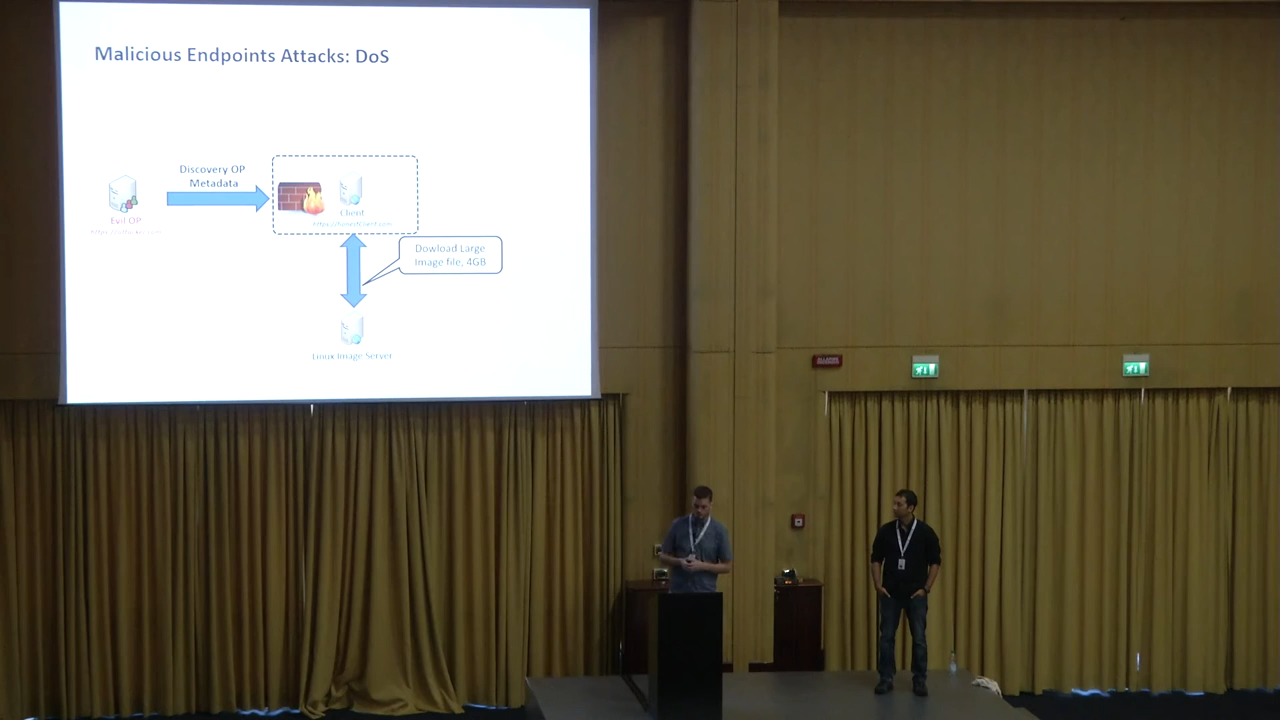 Malicious Endpoints Attacks: DoS
Discovery OP
Metadata
Evil OP
Client
Dowload Large
Image file, 4GB
Linux Image Server